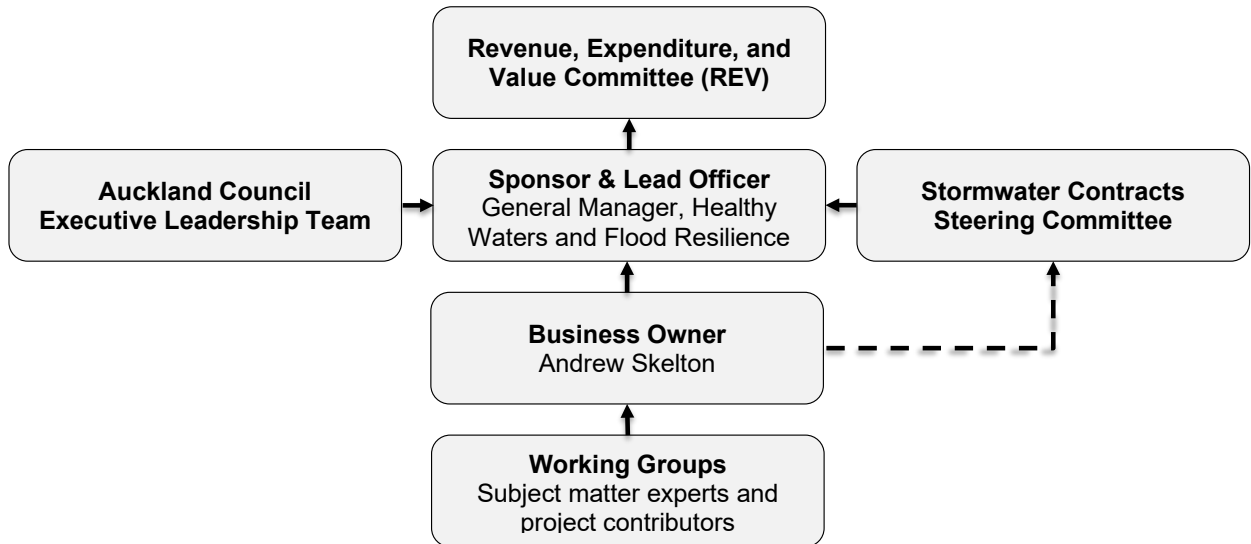 Revenue, Expenditure, and
Value Committee (REV)
Auckland Council
Executive Leadership Team
Sponsor & Lead Officer
General Manager, Healthy
Waters and Flood Resilience
Stormwater Contracts
Steering Committee
Business Owner
Andrew Skelton
Working Groups
Subject matter experts and
project contributors